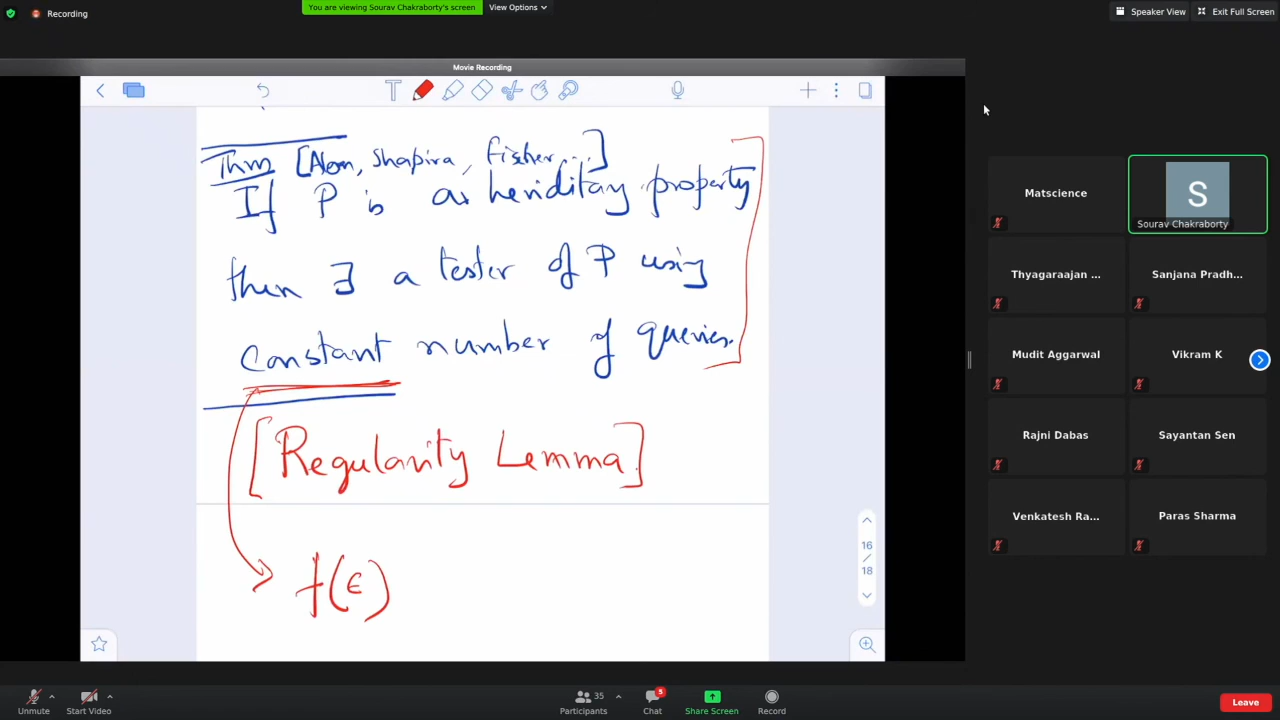 Recording
You are viewing Sourav Chakraborty's screen
View Options
Speaker View
Exit Full Screen
Movie Recording
Thm [Alon, Shapira, Fischer...]
If P is a hereditary property
then ∃ a tester of P using
constant number of queries.
[Regularity Lemma]
f(ε)
16
/
18
Matscience
S
Sourav Chakraborty
Thyagaraajan ...
Sanjana Pradh...
Mudit Aggarwal
Vikram K
Rajni Dabas
Sayantan Sen
Venkatesh Ra...
Paras Sharma
Unmute
Start Video
35
Participants
5
Chat
Share Screen
Record
Leave